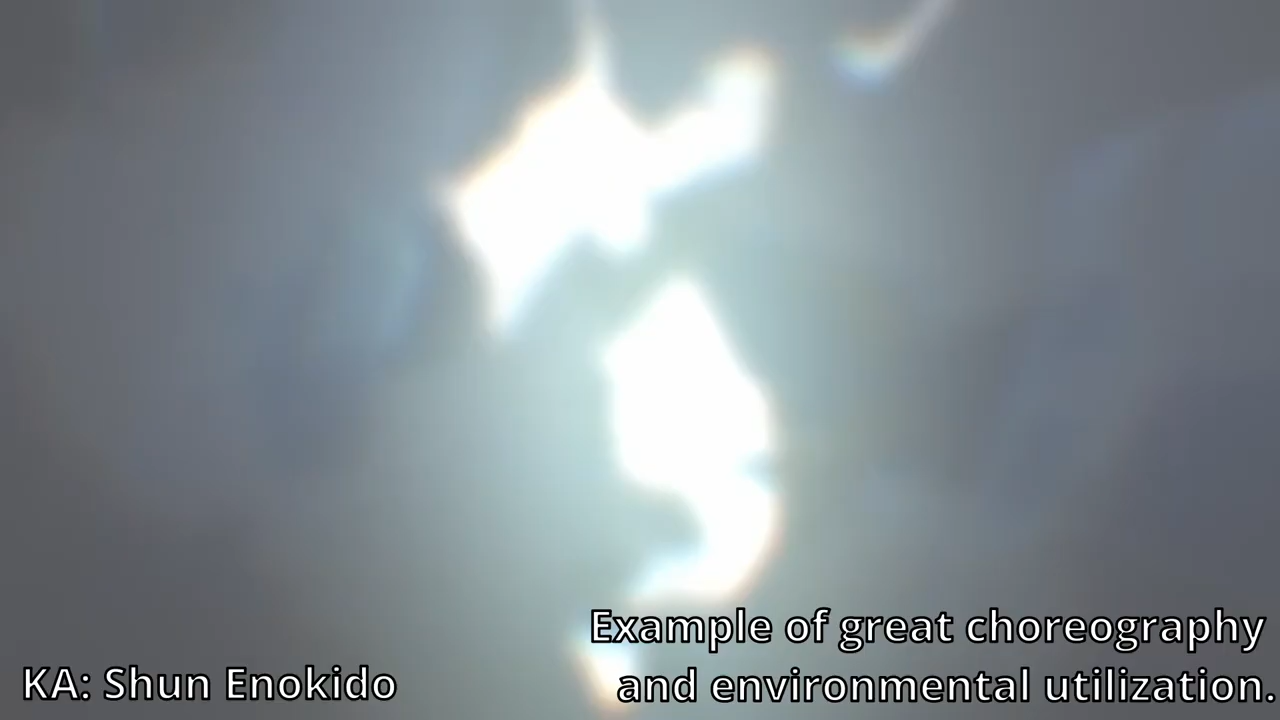 Example of great choreography
and environmental utilization.
KA: Shun Enokido